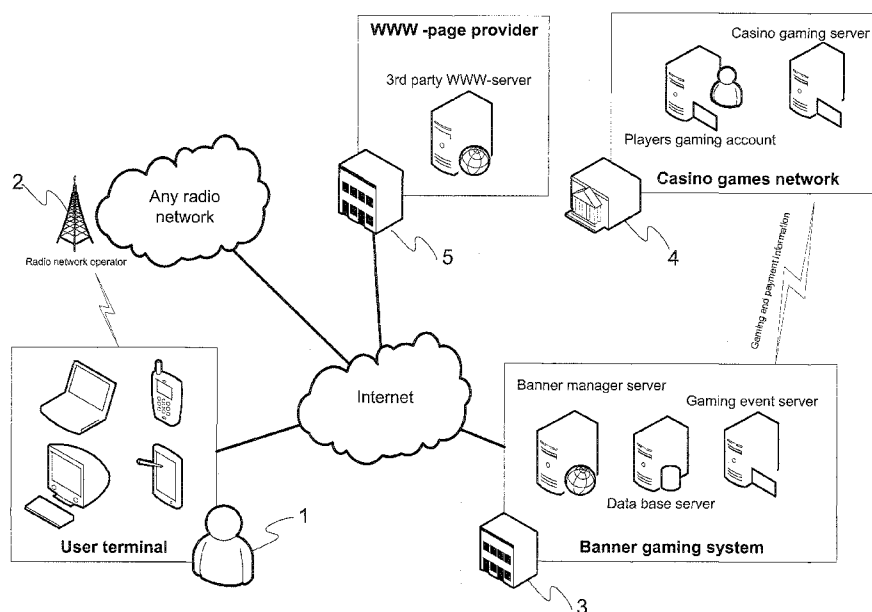 WWW -page provider
3rd party WWW-server
Casino gaming server
Players gaming account
Casino games network
2
Any radio
network
Radio network operator
5
4
Gaming and payment information
Internet
Banner manager server
Gaming event server
Data base server
Banner gaming system
User terminal
1
3